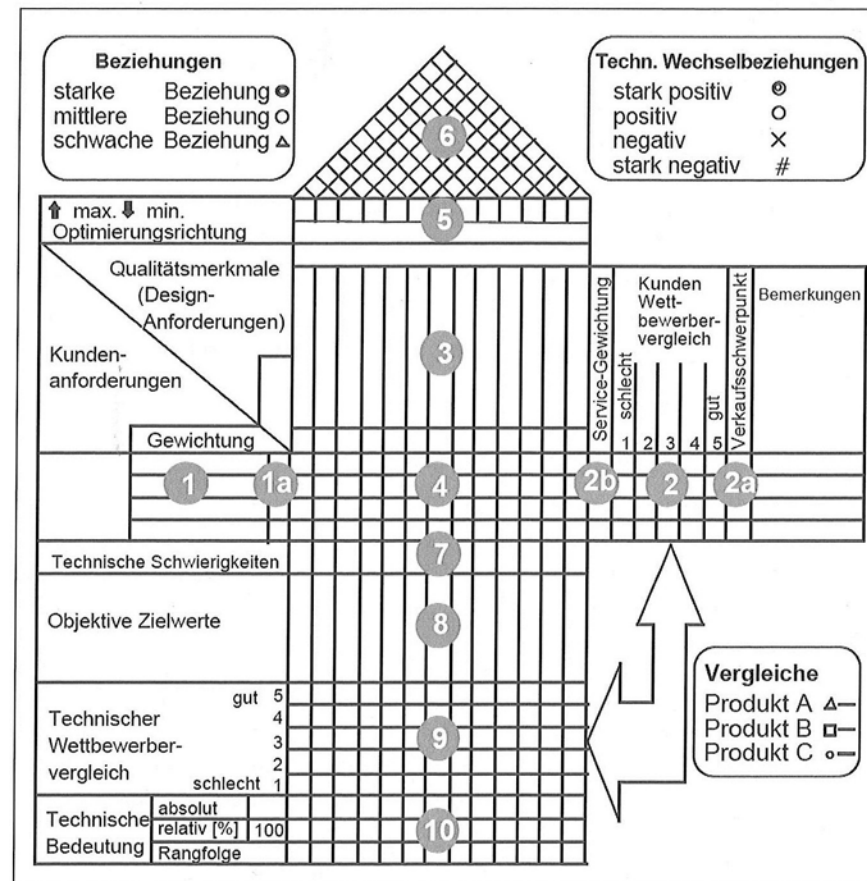 Beziehungen
starke Beziehung
mittlere Beziehung
schwache Beziehung
Techn. Wechselbeziehungen
stark positiv
positiv
negativ
stark negativ #
6
max. min.
Optimierungsrichtung
5
Qualitätsmerkmale
(Design-
Anforderungen)
Kunden-
anforderungen
Gewichtung
3
Service-Gewichtung
Kunden
Wett-
bewerber-
vergleich
schlecht
gut
1 2 3 4 5
Verkaufsschwerpunkt
Bemerkungen
1 1a 4 2b 2 2a
Technische Schwierigkeiten
7
Objektive Zielwerte
8
Technischer
Wettbewerber-
vergleich
gut 5
4
3
2
schlecht 1
9
Vergleiche
Produkt A
Produkt B
Produkt C
Technische
Bedeutung
absolut
relativ [%] 100
Rangfolge
10